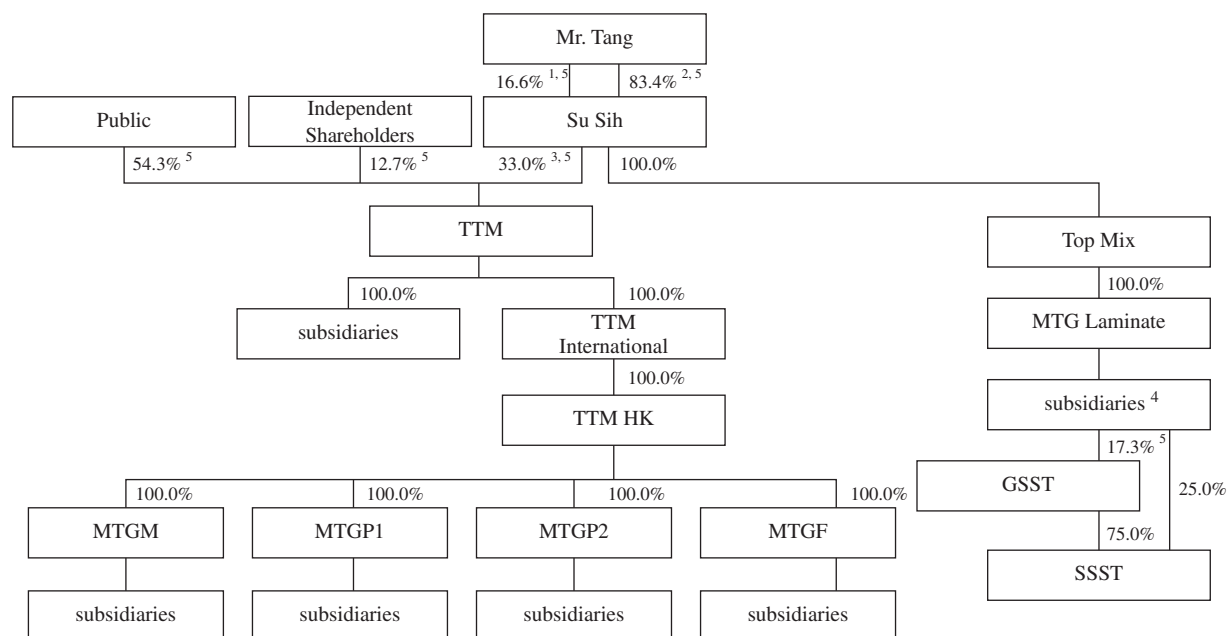 Mr. Tang
16.6% 1, 5
83.4% 2, 5
Public
Independent
Shareholders
Su Sih
54.3% 5
12.7% 5
33.0% 3, 5
100.0%
TTM
Top Mix
100.0%
100.0%
100.0%
subsidiaries
TTM
International
MTG Laminate
100.0%
TTM HK
subsidiaries 4
17.3% 5
GSST
25.0%
100.0%
100.0%
100.0%
100.0%
MTGM
MTGP1
MTGP2
MTGF
75.0%
SSST
subsidiaries
subsidiaries
subsidiaries
subsidiaries